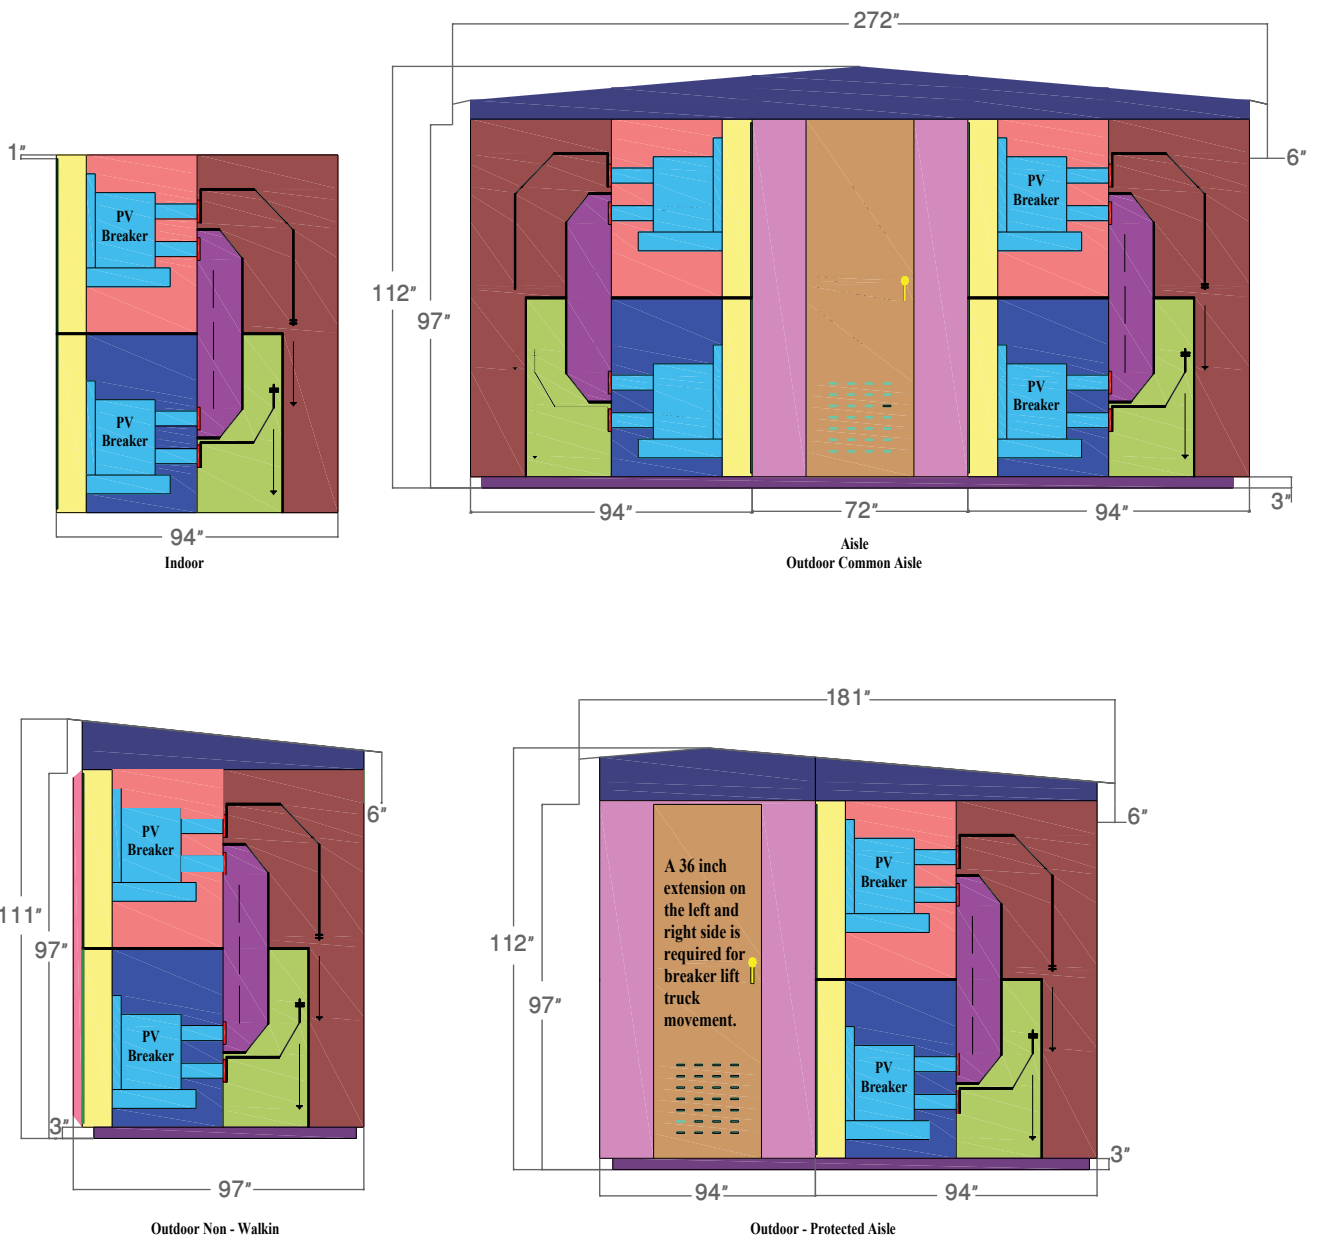 272”
1”
PV
Breaker
PV
Breaker
94”
Indoor
6”
PV
Breaker
112”
97”
PV
Breaker
3”
94”
72”
94”
Aisle
Outdoor Common Aisle
6”
PV
Breaker
111”
97”
PV
Breaker
3”
97”
Outdoor Non - Walkin
181”
6”
A 36 inch
extension on
the left and
right side is
required for
breaker lift
truck
movement.
PV
Breaker
112”
97”
PV
Breaker
3”
94”
94”
Outdoor - Protected Aisle